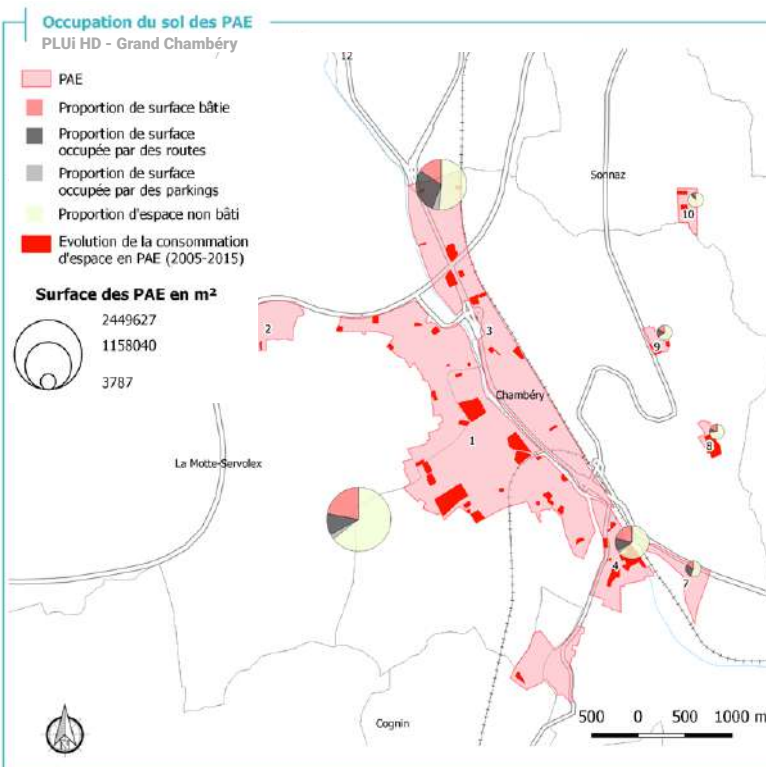 Occupation du sol des PAE
PLUi HD - Grand Chambéry
PAE
Proportion de surface bâtie
Proportion de surface
occupée par des routes
Proportion de surface
occupée par des parkings
Proportion d'espace non bâti
Evolution de la consommation
d'espace en PAE (2005-2015)
Surface des PAE en m²
2449627
1158040
3787
12
Sonnaz
10
2
3
9
Chambéry
1
8
La Motte-Servolex
4
7
Cognin
500 0 500 1000 m
N